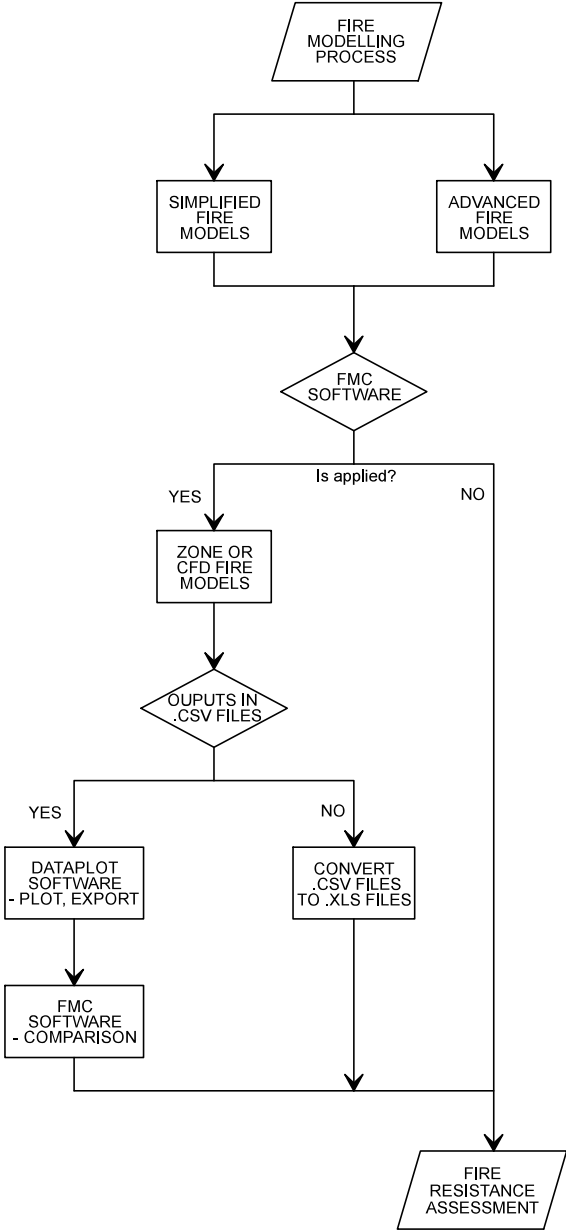 FIRE
MODELLING
PROCESS
SIMPLIFIED
FIRE
MODELS
ADVANCED
FIRE
MODELS
FMC
SOFTWARE
Is applied?
YES
NO
ZONE OR
CFD FIRE
MODELS
OUPUTS IN
.CSV FILES
YES
NO
DATAPLOT
SOFTWARE
- PLOT, EXPORT
CONVERT
.CSV FILES
TO .XLS FILES
FMC
SOFTWARE
- COMPARISON
FIRE
RESISTANCE
ASSESSMENT